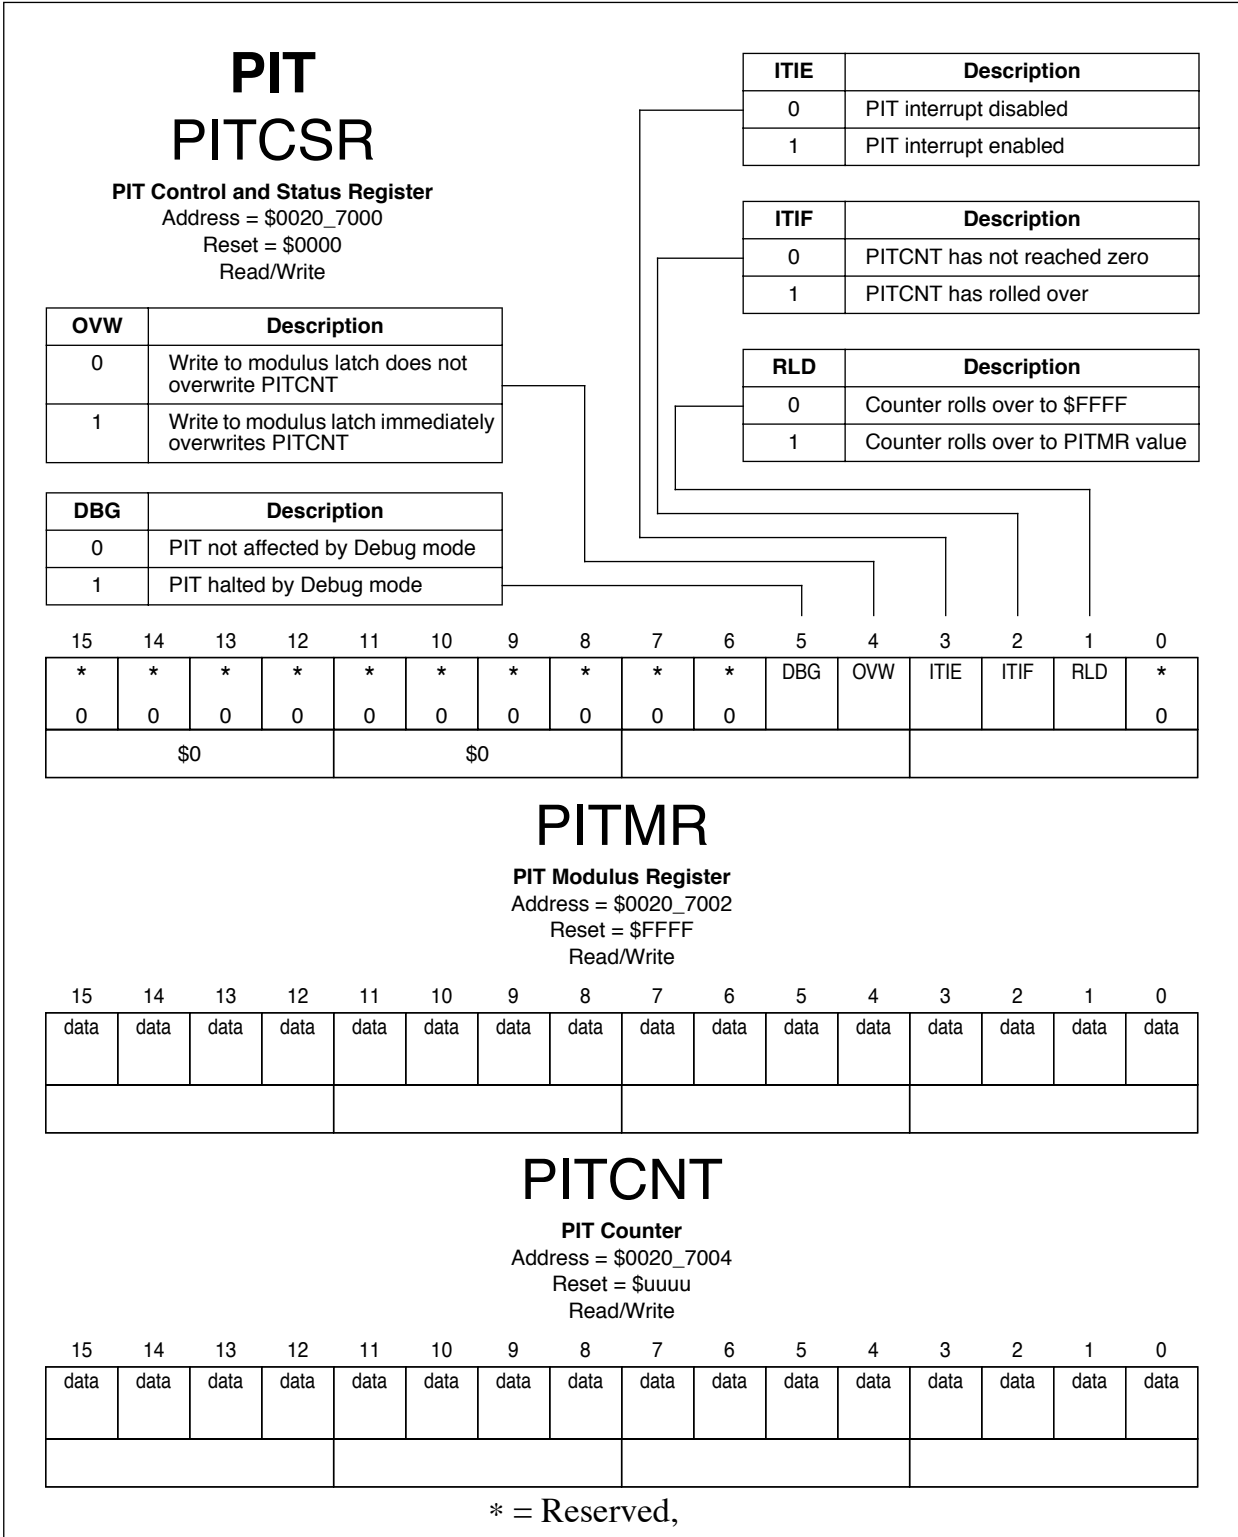 PIT
PITCSR
PIT Control and Status Register
Address = $0020_7000
Reset = $0000
Read/Write
ITIE Description
0 PIT interrupt disabled
1 PIT interrupt enabled
ITIF Description
0 PITCNT has not reached zero
1 PITCNT has rolled over
OVW Description
0 Write to modulus latch does not
overwrite PITCNT
1 Write to modulus latch immediately
overwrites PITCNT
RLD Description
0 Counter rolls over to $FFFF
1 Counter rolls over to PITMR value
DBG Description
0 PIT not affected by Debug mode
1 PIT halted by Debug mode
15 14 13 12 11 10 9 8 7 6 5 4 3 2 1 0
* * * * * * * * * * DBG OVW ITIE ITIF RLD *
0 0 0 0 0 0 0 0 0 0 0
$0 $0
PITMR
PIT Modulus Register
Address = $0020_7002
Reset = $FFFF
Read/Write
15 14 13 12 11 10 9 8 7 6 5 4 3 2 1 0
data data data data data data data data data data data data data data data data
PITCNT
PIT Counter
Address = $0020_7004
Reset = $uuuu
Read/Write
15 14 13 12 11 10 9 8 7 6 5 4 3 2 1 0
data data data data data data data data data data data data data data data data
* = Reserved,